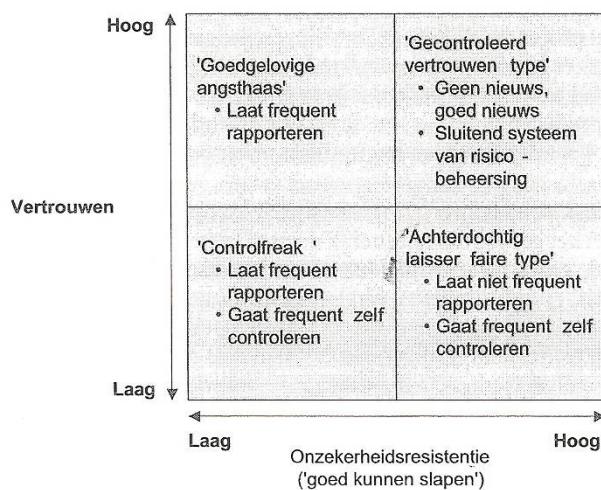 Hoog
'Goedgelovige
angsthaas'
• Laat frequent
rapporteren
'Gecontroleerd
vertrouwen type'
• Geen nieuws,
goed nieuws
• Sluitend systeem
van risico -
beheersing
Vertrouwen
'Controlfreak '
• Laat frequent
rapporteren
• Gaat frequent zelf
controleren
'Achterdochtig
laisser faire type'
• Laat niet frequent
rapporteren
• Gaat frequent zelf
controleren
Laag
Laag
Hoog
Onzekerheidsresistentie
('goed kunnen slapen')